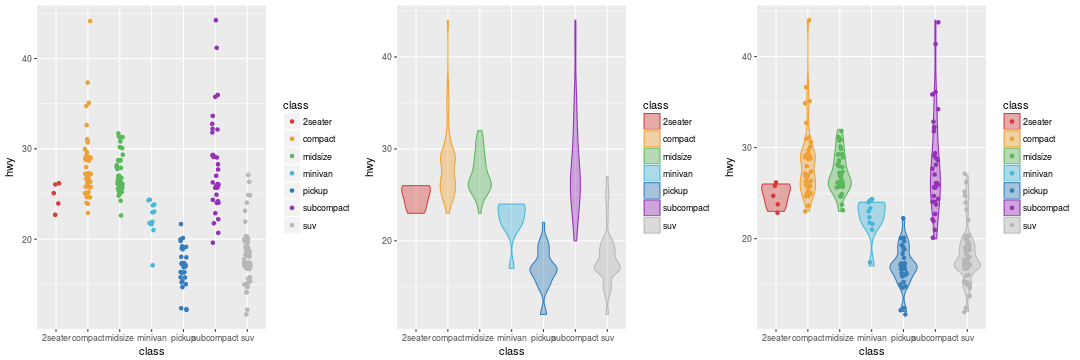 hwy
40
30
20
2seater compact midsize minivan pickup subcompact suv
class
class
2seater
compact
midsize
minivan
pickup
subcompact
suv
hwy
40
30
20
2seater compact midsize minivan pickup subcompact suv
class
class
2seater
compact
midsize
minivan
pickup
subcompact
suv
hwy
40
30
20
2seater compact midsize minivan pickup subcompact suv
class
class
2seater
compact
midsize
minivan
pickup
subcompact
suv